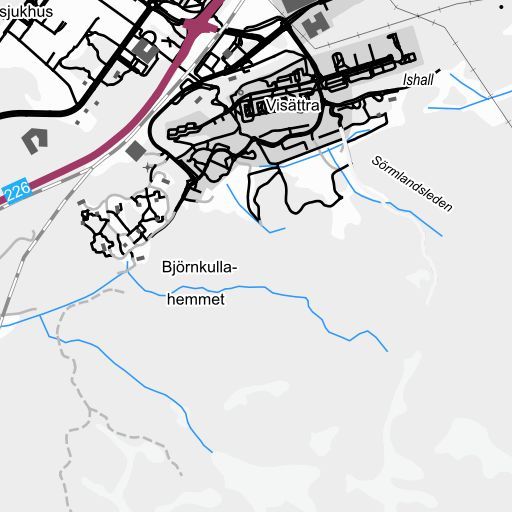 sjukhus
Ishall
Visättra
Sörmlandsleden
226
Björnkulla-
hemmet